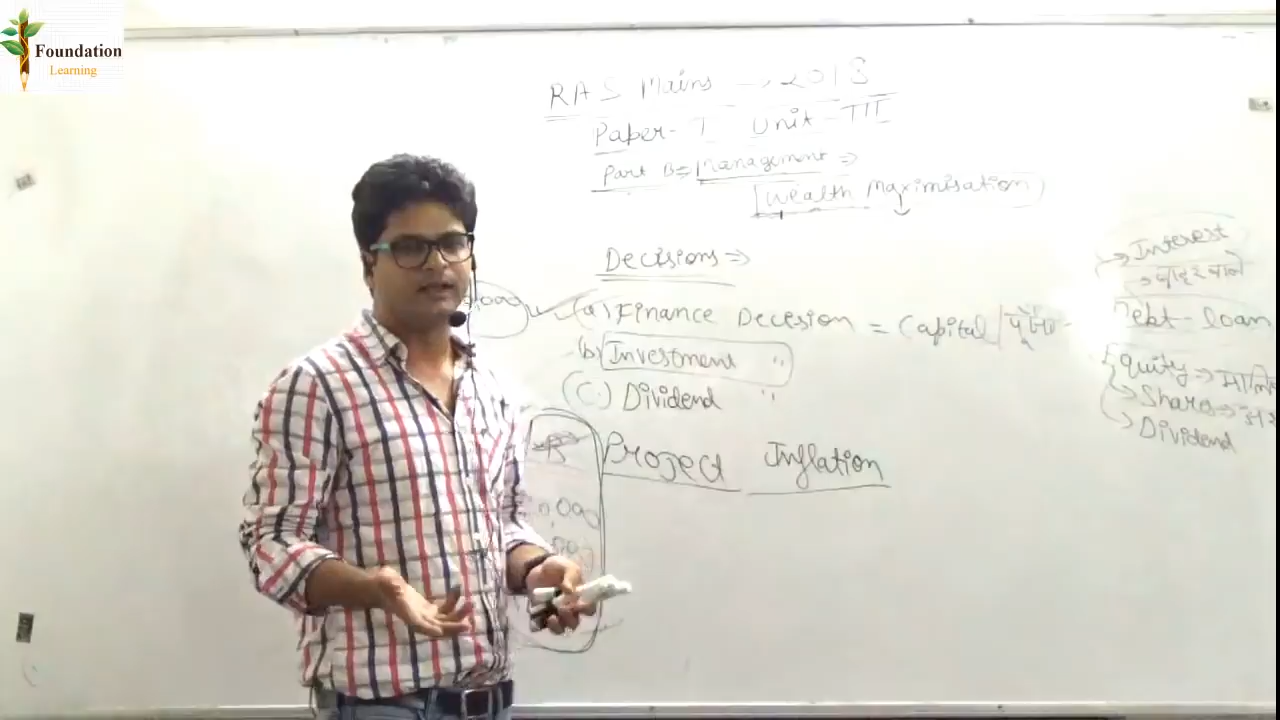 Foundation
Learning
RAS Mains → 2018
Paper- I Unit - III
Part B = Management ⇒
[Wealth Maximisation]
Decisions ⇒
(a) Finance Decision = Capital / पूंजी
(b) Investment "
(c) Dividend "
Project Inflation
→ Interest
Debt - Loan
Equity →
→ Share →
→ Dividend